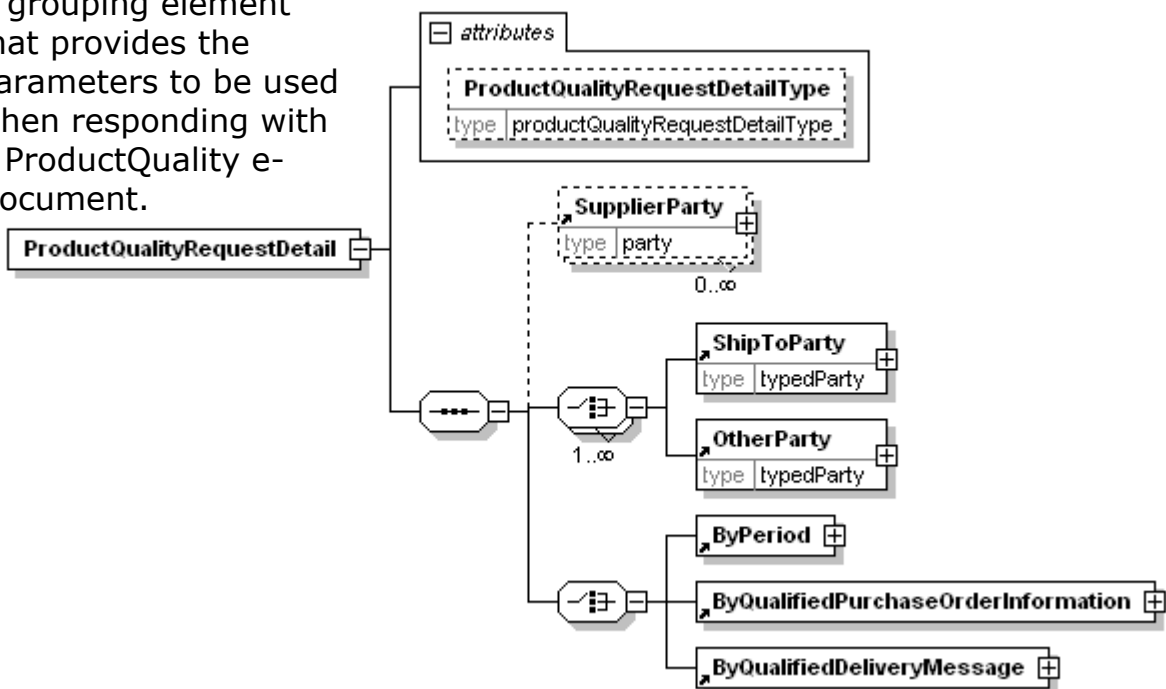 grouping element
hat provides the
arameters to be used
hen responding with
ProductQuality e-
ocument.
attributes
ProductQualityRequestDetailType
type productQualityRequestDetailType
SupplierParty
type party
0..∞
ProductQualityRequestDetail
ShipToParty
type typedParty
1..∞
OtherParty
type typedParty
ByPeriod
ByQualifiedPurchaseOrderInformation
ByQualifiedDeliveryMessage